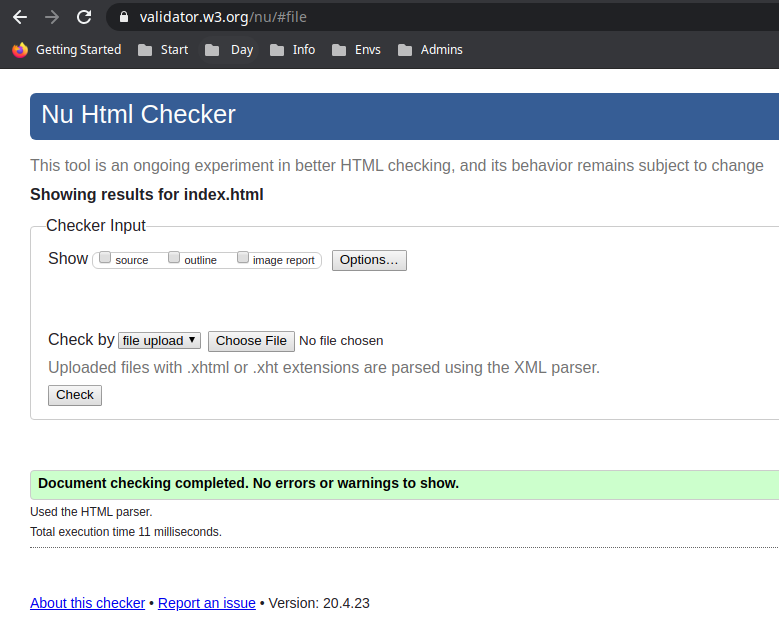 validator.w3.org/nu/#file
Getting Started Start Day Info Envs Admins
Nu Html Checker
This tool is an ongoing experiment in better HTML checking, and its behavior remains subject to change
Showing results for index.html
Checker Input
Show source outline image report Options…
Check by file upload ▼ Choose File No file chosen
Uploaded files with .xhtml or .xht extensions are parsed using the XML parser.
Check
Document checking completed. No errors or warnings to show.
Used the HTML parser.
Total execution time 11 milliseconds.
About this checker • Report an issue • Version: 20.4.23